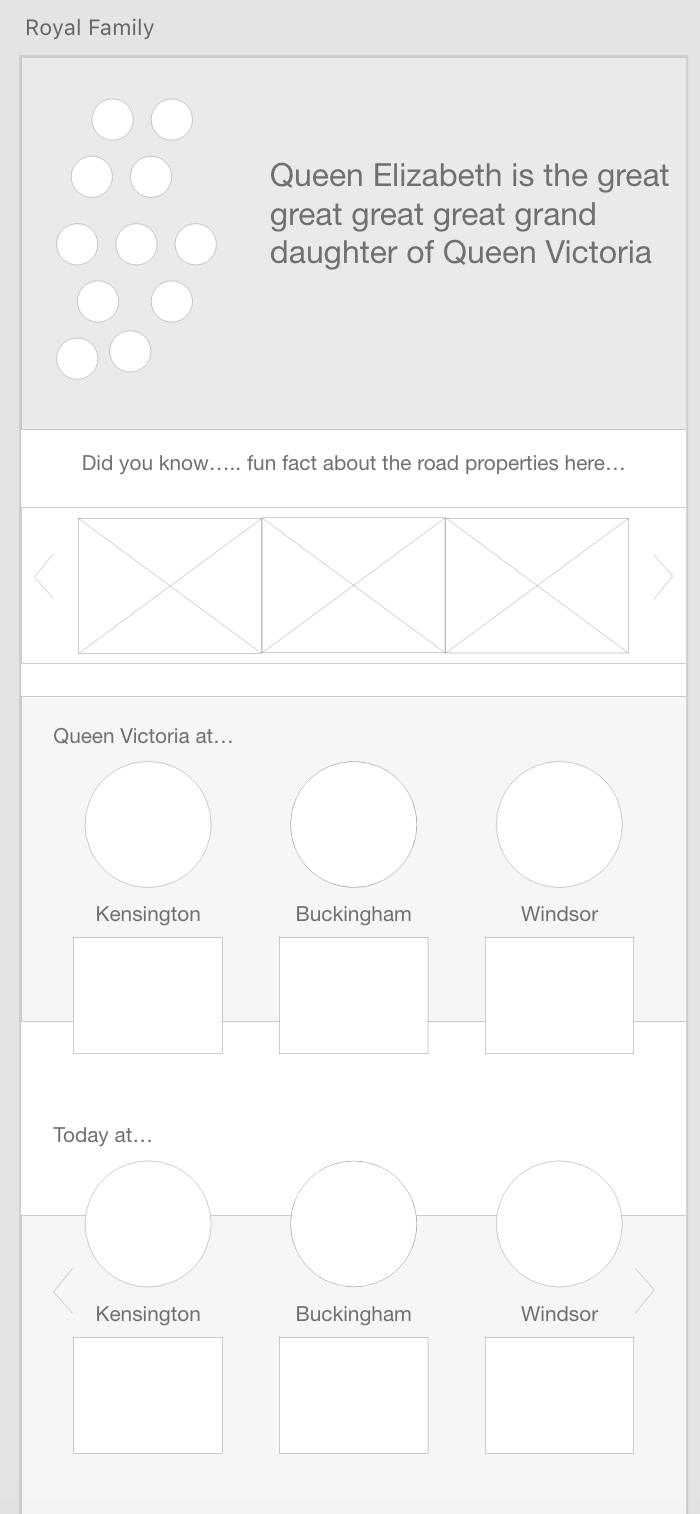 Royal Family
Queen Elizabeth is the great
great great great grand
daughter of Queen Victoria
Did you know….. fun fact about the road properties here…
Queen Victoria at…
Kensington
Buckingham
Windsor
Today at…
Kensington
Buckingham
Windsor